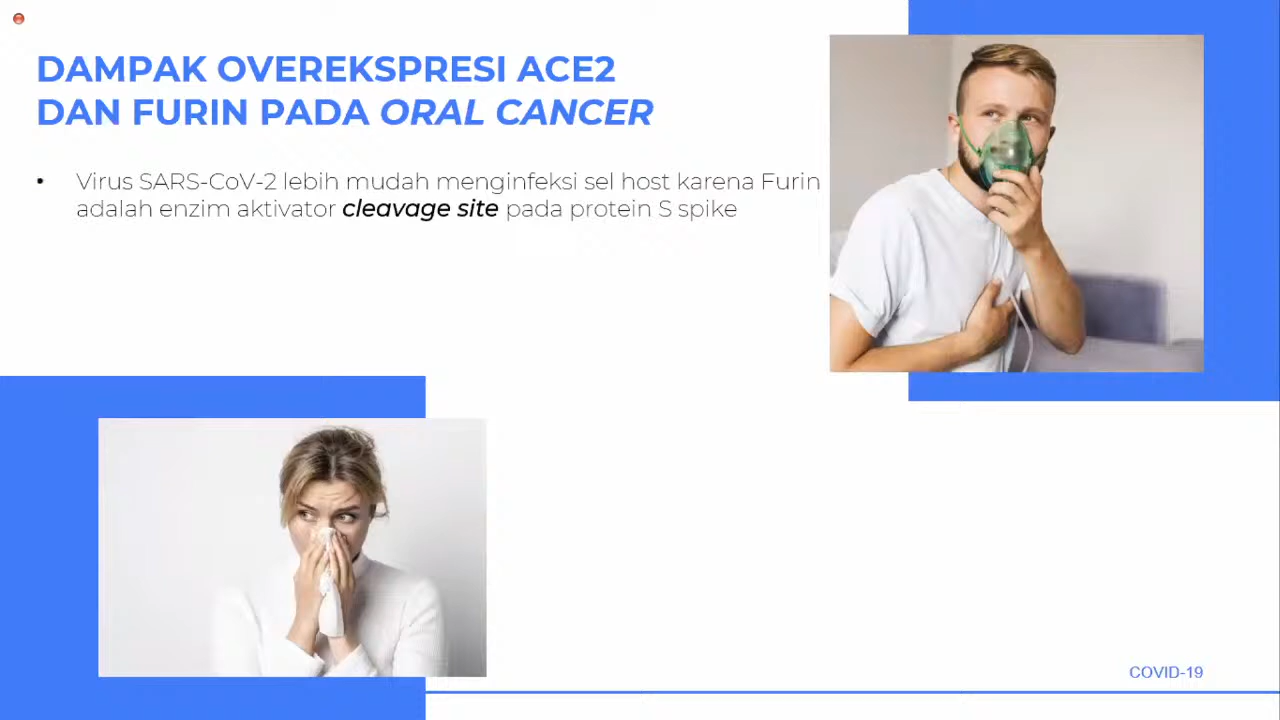 DAMPAK OVEREKSPRESI ACE2
DAN FURIN PADA ORAL CANCER
• Virus SARS-CoV-2 lebih mudah menginfeksi sel host karena Furin
adalah enzim aktivator cleavage site pada protein S spike
COVID-19